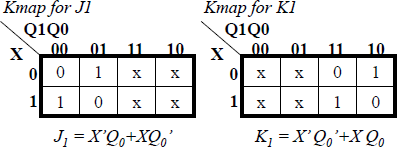 Kmap for J1
Q1Q0
X 00 01 11 10
0 0 1 x x
1 1 0 x x
J1 = X’Q0+XQ0’
Kmap for K1
Q1Q0
X 00 01 11 10
0 x x 0 1
1 x x 1 0
K1 = X’Q0’+XQ0